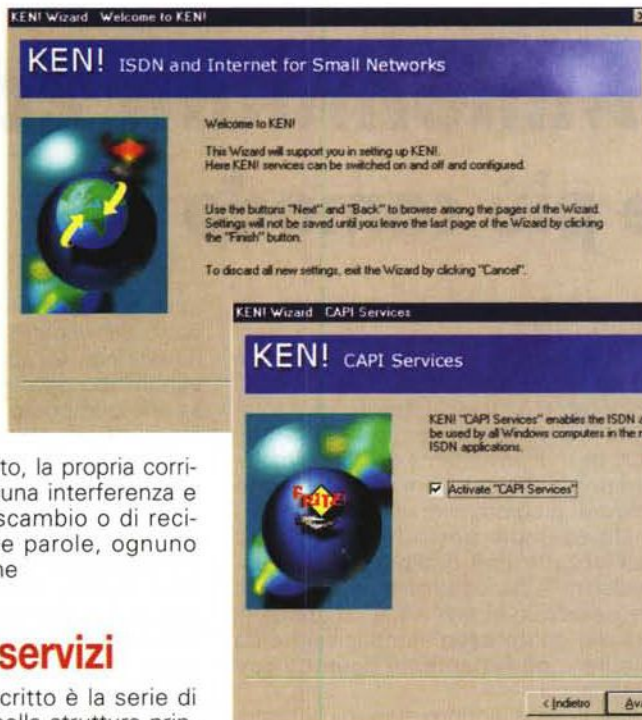 KEN! Wizard Welcome to KEN!
KEN! ISDN and Internet for Small Networks
Welcome to KEN!
This Wizard will support you in setting up KEN!.
Here KEN! services can be switched on and off and configured.
Use the buttons "Next" and "Back" to browse among the pages of the Wizard.
Settings will not be saved until you leave the last page of the Wizard by clicking
the "Finish" button.
To discard all new settings, exit the Wizard by clicking "Cancel".
KEN! Wizard CAPI Services
KEN! CAPI Services
KEN! "CAPI Services" enables the ISDN
be used by all Windows computers in the
ISDN applications.
Activate "CAPI Services"
FRITZ!
< Indietro
to, la propria corri-
una interferenza e
scambio o di reci-
e parole, ognuno
ne
servizi
critto è la serie di